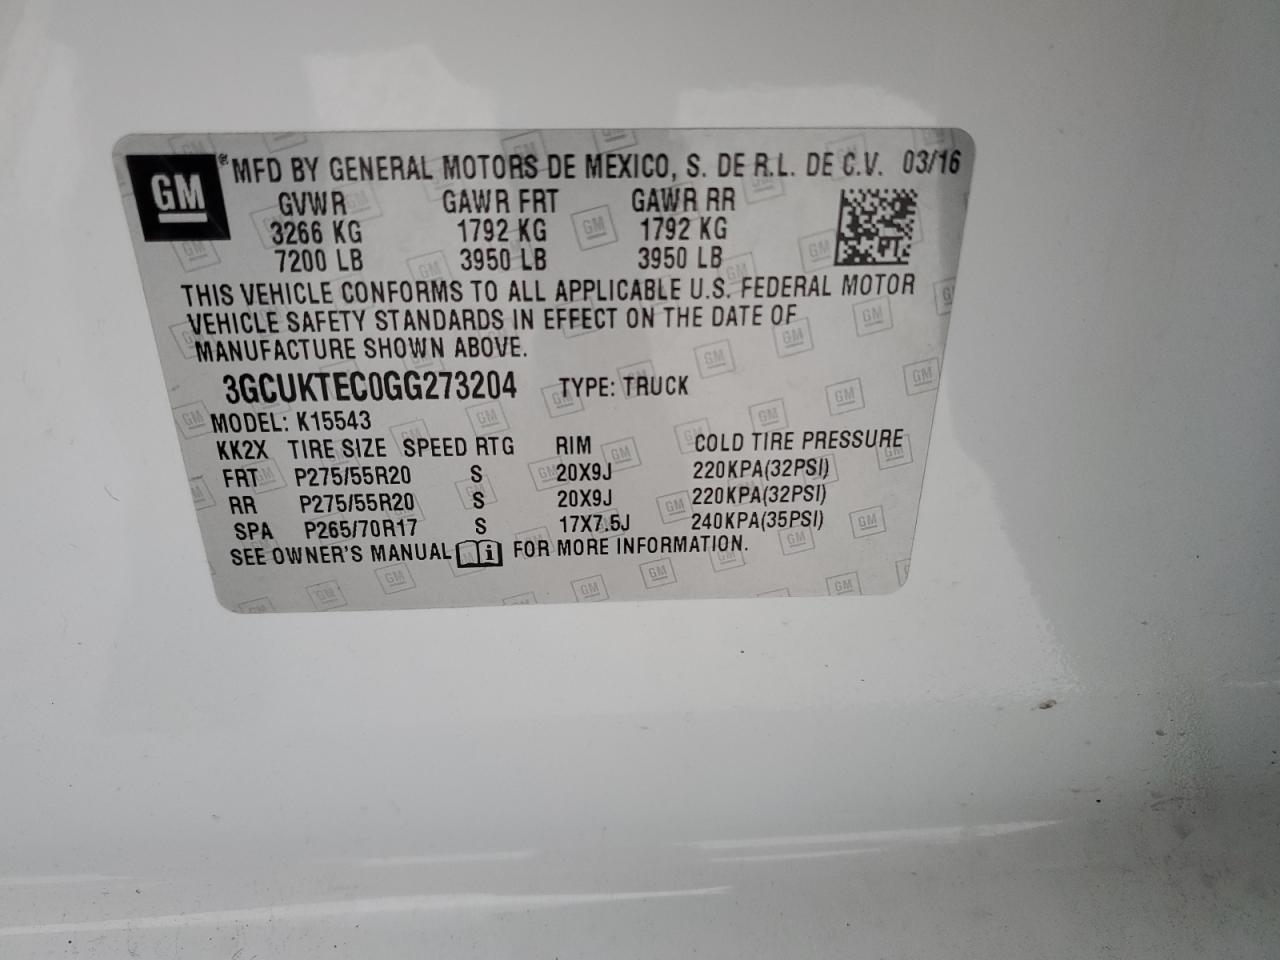 GM® MFD BY GENERAL MOTORS DE MEXICO, S. DE R.L. DE C.V. 03/16
GVWR GAWR FRT GAWR RR
3266 KG 1792 KG 1792 KG
7200 LB 3950 LB 3950 LB
THIS VEHICLE CONFORMS TO ALL APPLICABLE U.S. FEDERAL MOTOR
VEHICLE SAFETY STANDARDS IN EFFECT ON THE DATE OF
MANUFACTURE SHOWN ABOVE.
3GCUKTEC0GG273204 TYPE: TRUCK
MODEL: K15543
KK2X TIRE SIZE SPEED RTG RIM COLD TIRE PRESSURE
FRT P275/55R20 S 20X9J 220KPA(32PSI)
RR P275/55R20 S 20X9J 220KPA(32PSI)
SPA P265/70R17 S 17X7.5J 240KPA(35PSI)
SEE OWNER'S MANUAL FOR MORE INFORMATION.